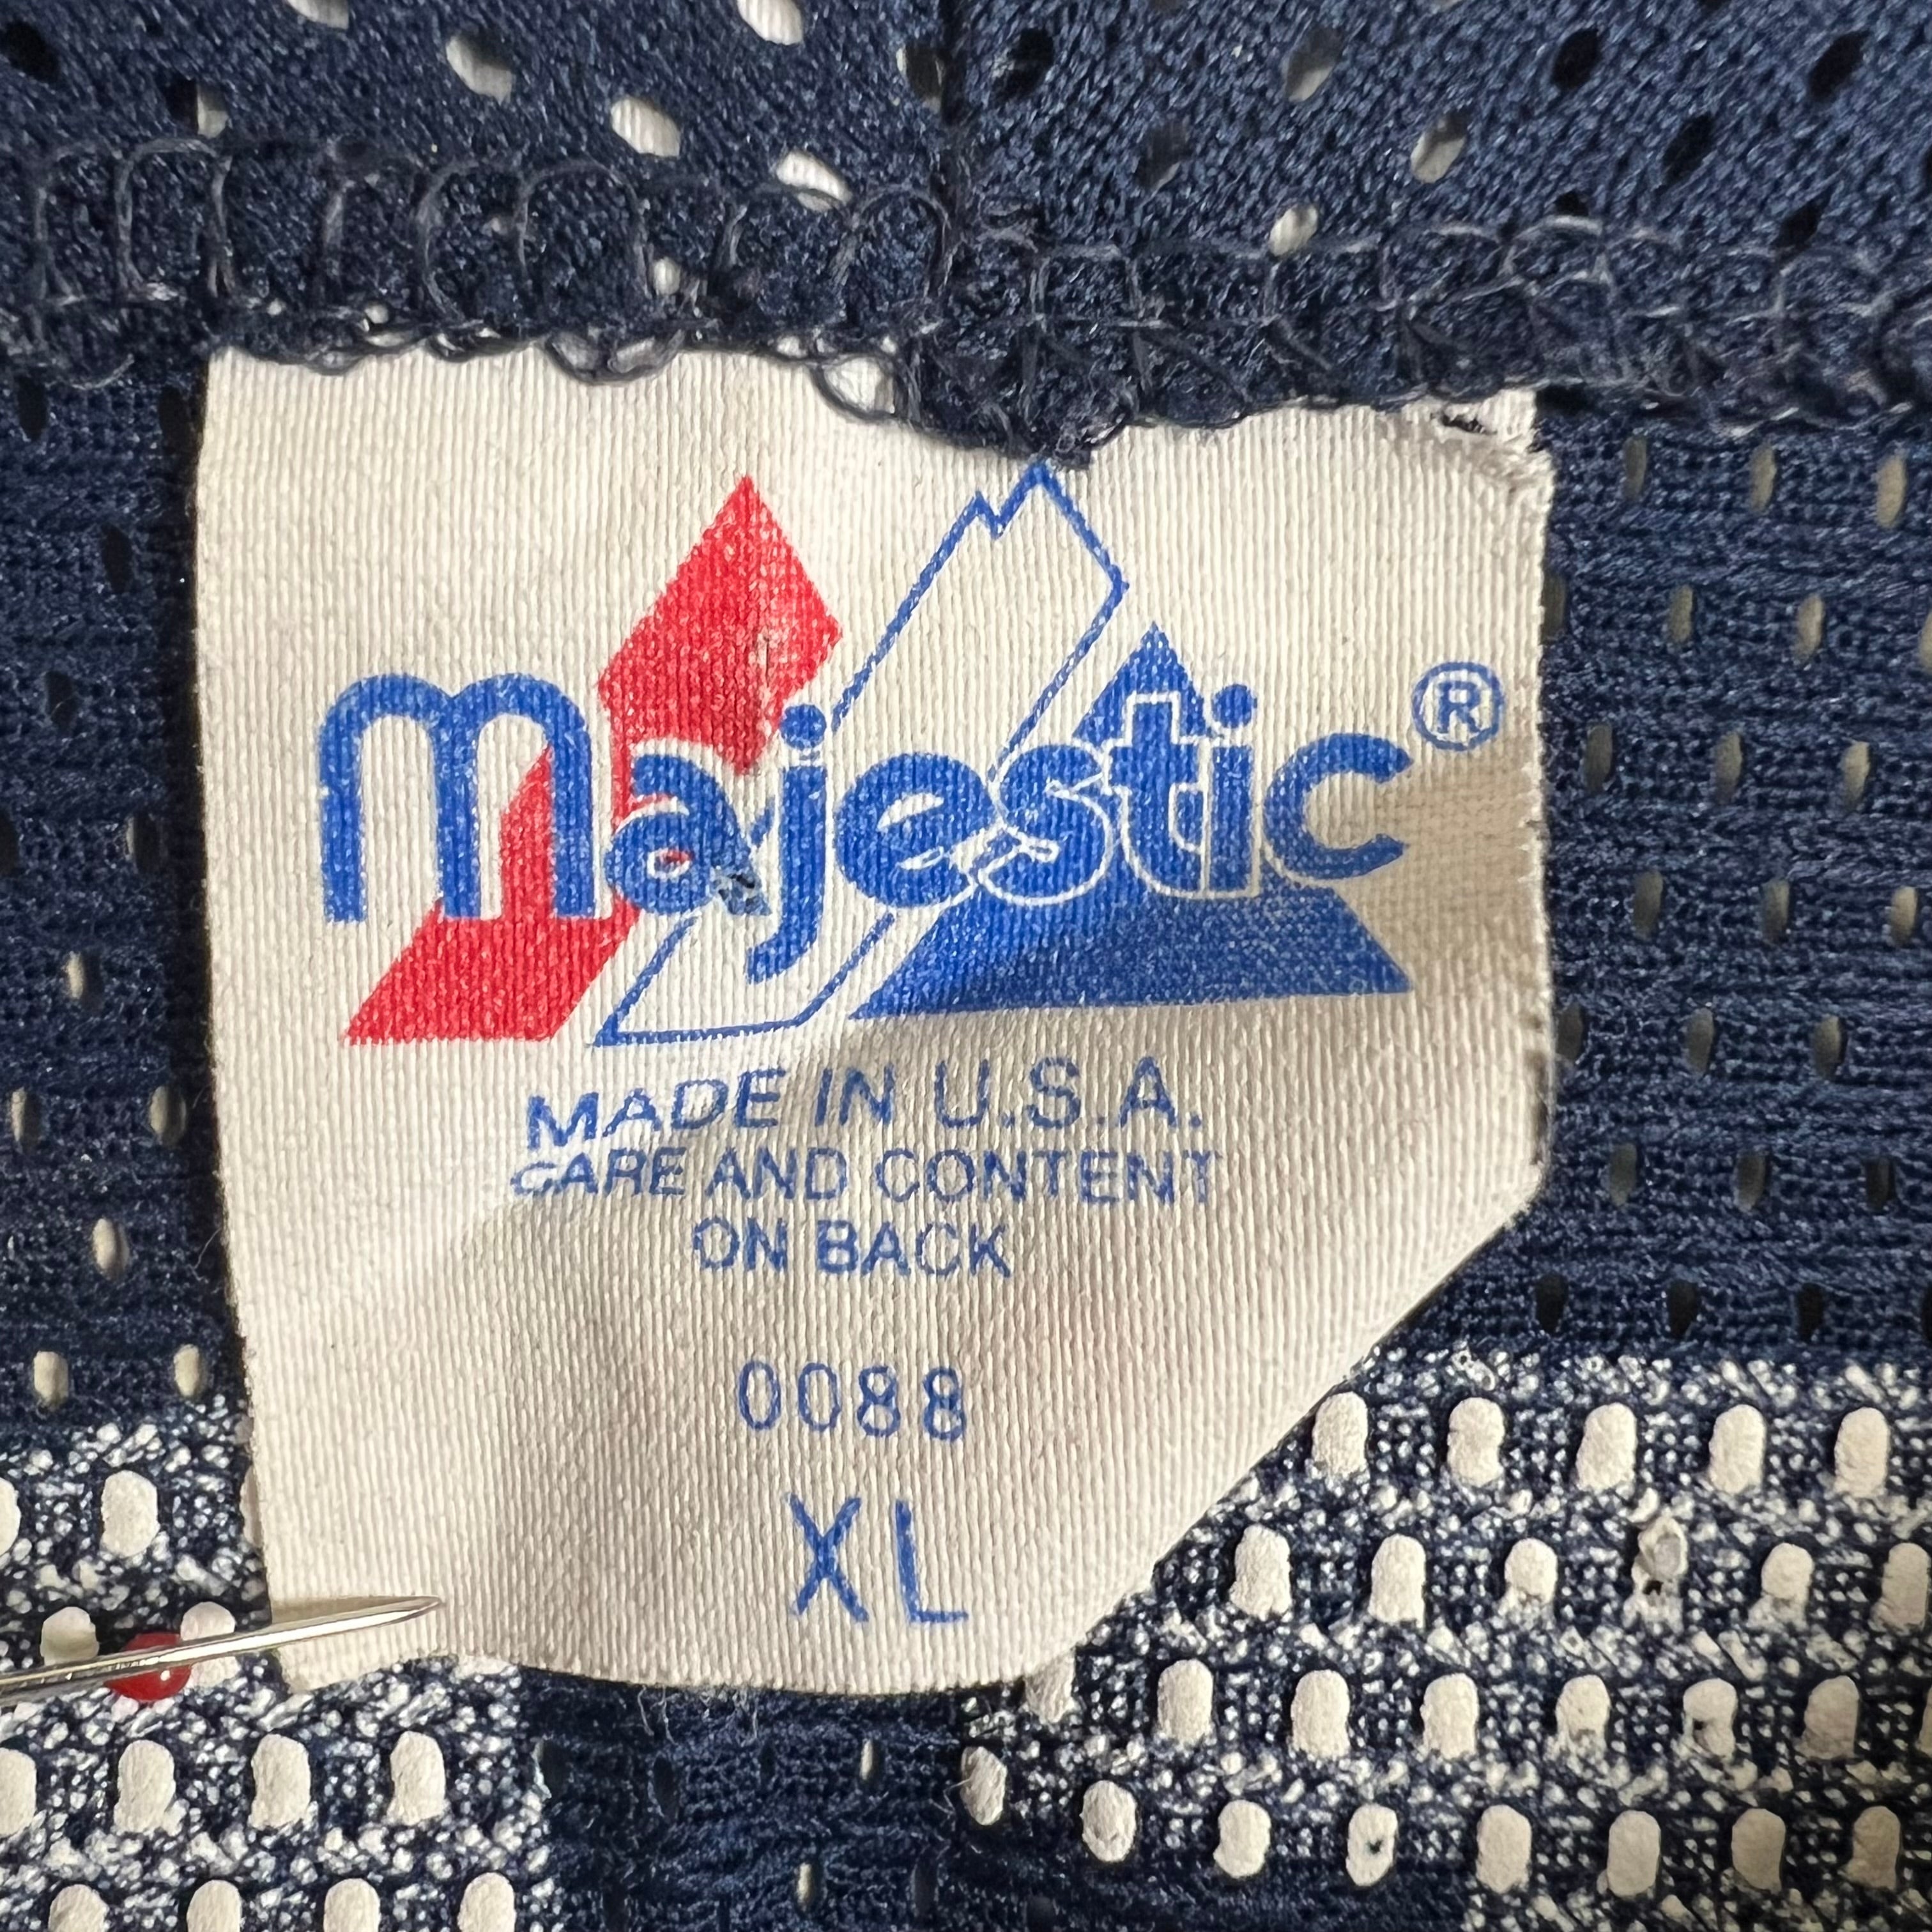 majestic®
MADE IN U.S.A.
CARE AND CONTENT
ON BACK
0088
XL